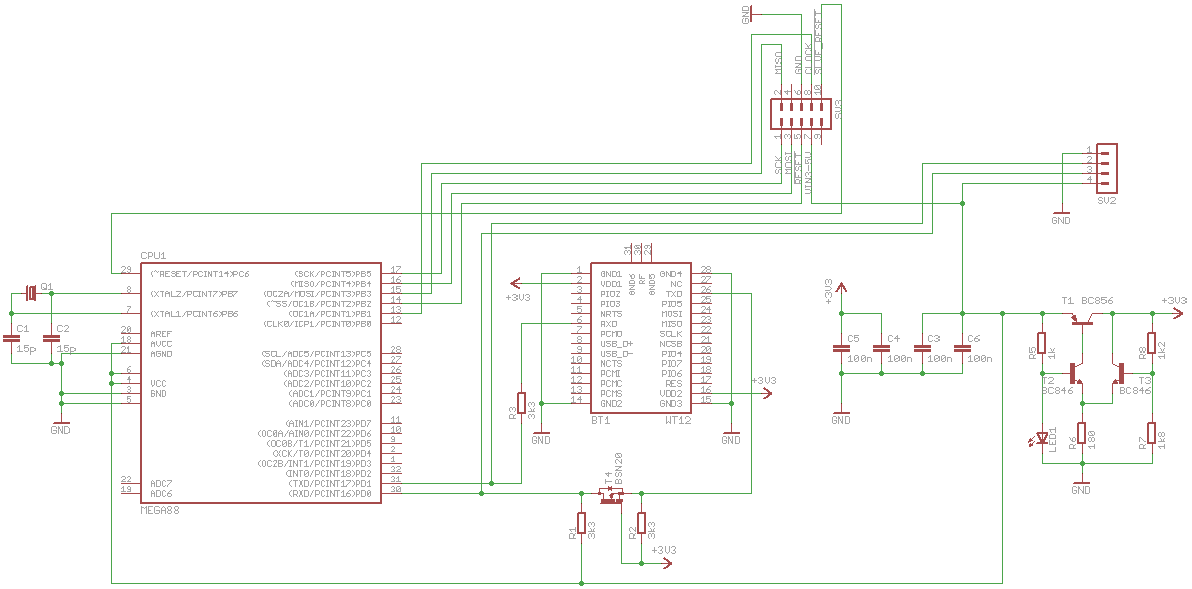 GND
MISO
GND
CLOCK
SLUE_RESET
2
4
6
8
10
SV3
1
3
5
7
9
SCK
MOSI
RESET
VIN3-5V
1
2
3
4
SV2
GND
CPU1
29 (~RESET/PCINT14)PC6
8 (XTAL2/PCINT7)PB7
7 (XTAL1/PCINT6)PB6
20 AREF
18 AVCC
21 AGND
6
4 VCC
3 GND
5
22 ADC7
19 ADC6
MEGA88
(SCK/PCINT5)PB5 17
(MISO/PCINT4)PB4 16
(OC2A/MOSI/PCINT3)PB3 15
(~SS/OC1B/PCINT2)PB2 14
(OC1A/PCINT1)PB1 13
(CLK0/ICP1/PCINT0)PB0 12
(SCL/ADC5/PCINT13)PC5 28
(SDA/ADC4/PCINT12)PC4 27
(ADC3/PCINT11)PC3 26
(ADC2/PCINT10)PC2 25
(ADC1/PCINT9)PC1 24
(ADC0/PCINT8)PC0 23
(AIN1/PCINT23)PD7 11
(OC0A/AIN0/PCINT22)PD6 10
(OC0B/T1/PCINT21)PD5 9
(XCK/T0/PCINT20)PD4 2
(OC2B/INT1/PCINT19)PD3 1
(INT0/PCINT18)PD2 32
(TXD/PCINT17)PD1 31
(RXD/PCINT16)PD0 30
Q1
C1
15p
C2
15p
GND
+3V3
31
30
29
GND6
RF
GND5
1 GND1
2 VDD1
3 PIO2
4 PIO3
5 NRTS
6 RXD
7 PCMO
8 USB_D+
9 USB_D-
10 NCTS
11 PCMI
12 PCMC
13 PCMS
14 GND2
GND4 28
NC 27
TXD 26
PIO5 25
MOSI 24
MISO 23
SCLK 22
NCSB 21
PIO4 20
PIO7 19
PIO6 18
RES 17
VDD2 16
GND3 15
BT1
WT12
R3
3k3
GND
GND
+3V3
T4
BSN20
R1
3k3
R2
3k3
+3V3
+3V3
C5
100n
C4
100n
C3
100n
C6
100n
GND
T1 BC856
+3V3
R5
1k
R8
1k2
T2
BC846
T3
BC846
LED1
R6
180
R7
1k8
GND